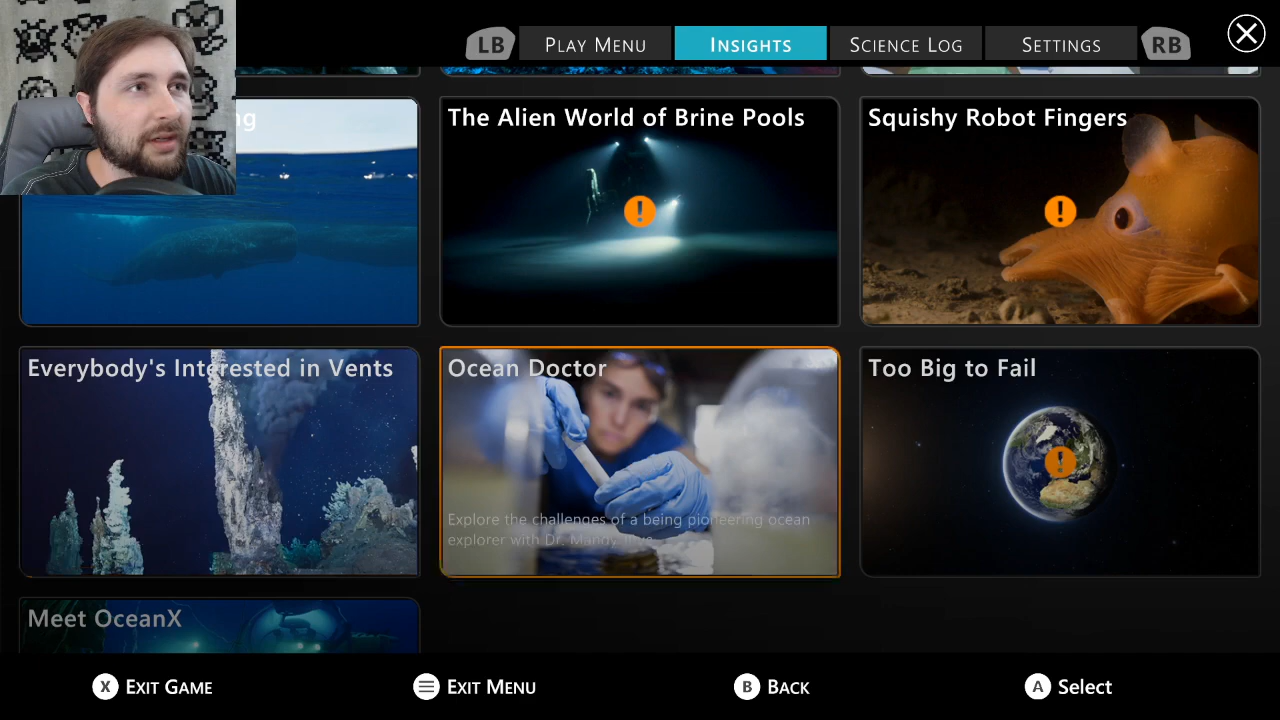 LB
PLAY MENU
INSIGHTS
SCIENCE LOG
SETTINGS
RB
The Alien World of Brine Pools
Squishy Robot Fingers
Everybody's Interested in Vents
Ocean Doctor
Explore the challenges of a being pioneering ocean
explorer with Dr. Mandy
Too Big to Fail
Meet OceanX
X EXIT GAME
EXIT MENU
B BACK
A Select